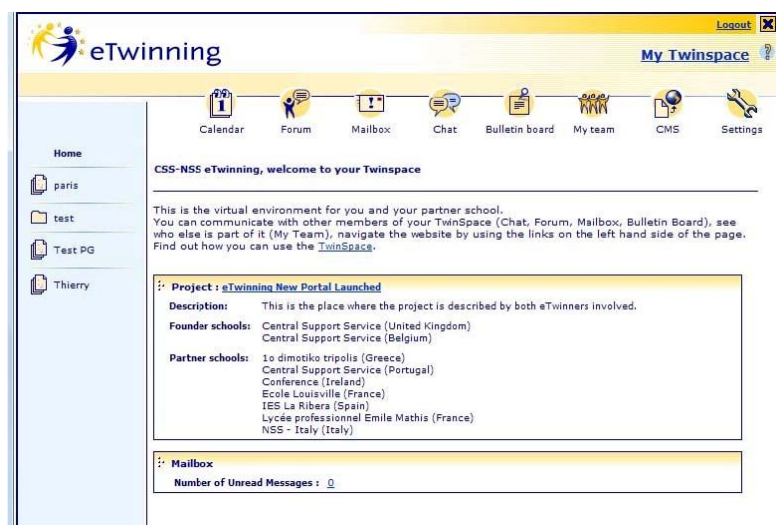 Logout
eTwinning
My Twinspace
Calendar Forum Mailbox Chat Bulletin board My team CMS Settings
Home
paris
test
Test PG
Thierry
CSS-NSS eTwinning, welcome to your Twinspace
This is the virtual environment for you and your partner school.
You can communicate with other members of your TwinSpace (Chat, Forum, Mailbox, Bulletin Board), see
who else is part of it (My Team), navigate the website by using the links on the left hand side of the page.
Find out how you can use the TwinSpace.
Project : eTwinning New Portal Launched
Description: This is the place where the project is described by both eTwinners involved.
Founder schools: Central Support Service (United Kingdom)
Central Support Service (Belgium)
Partner schools: 1o dimotiko tripolis (Greece)
Central Support Service (Portugal)
Conference (Ireland)
Ecole Louisville (France)
IES La Ribera (Spain)
Lycée professionnel Emile Mathis (France)
NSS - Italy (Italy)
Mailbox
Number of Unread Messages : 0